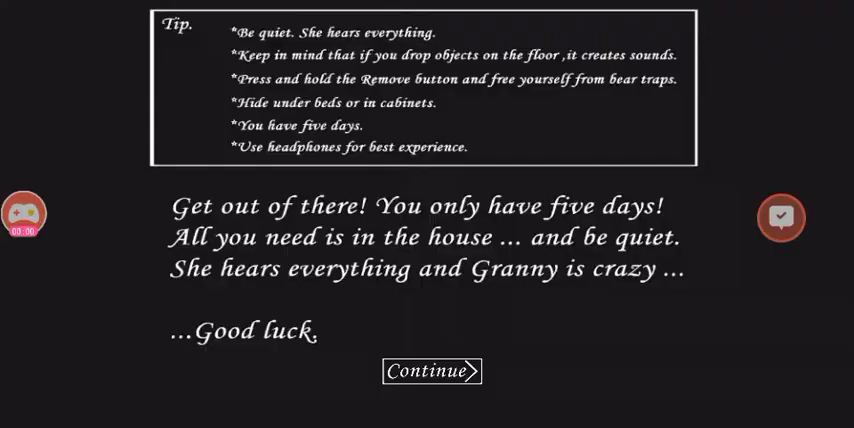 Tip.
*Be quiet. She hears everything.
*Keep in mind that if you drop objects on the floor ,it creates sounds.
*Press and hold the Remove button and free yourself from bear traps.
*Hide under beds or in cabinets.
*You have five days.
*Use headphones for best experience.
Get out of there! You only have five days!
All you need is in the house ... and be quiet.
She hears everything and Granny is crazy ...
...Good luck.
Continue
00:00